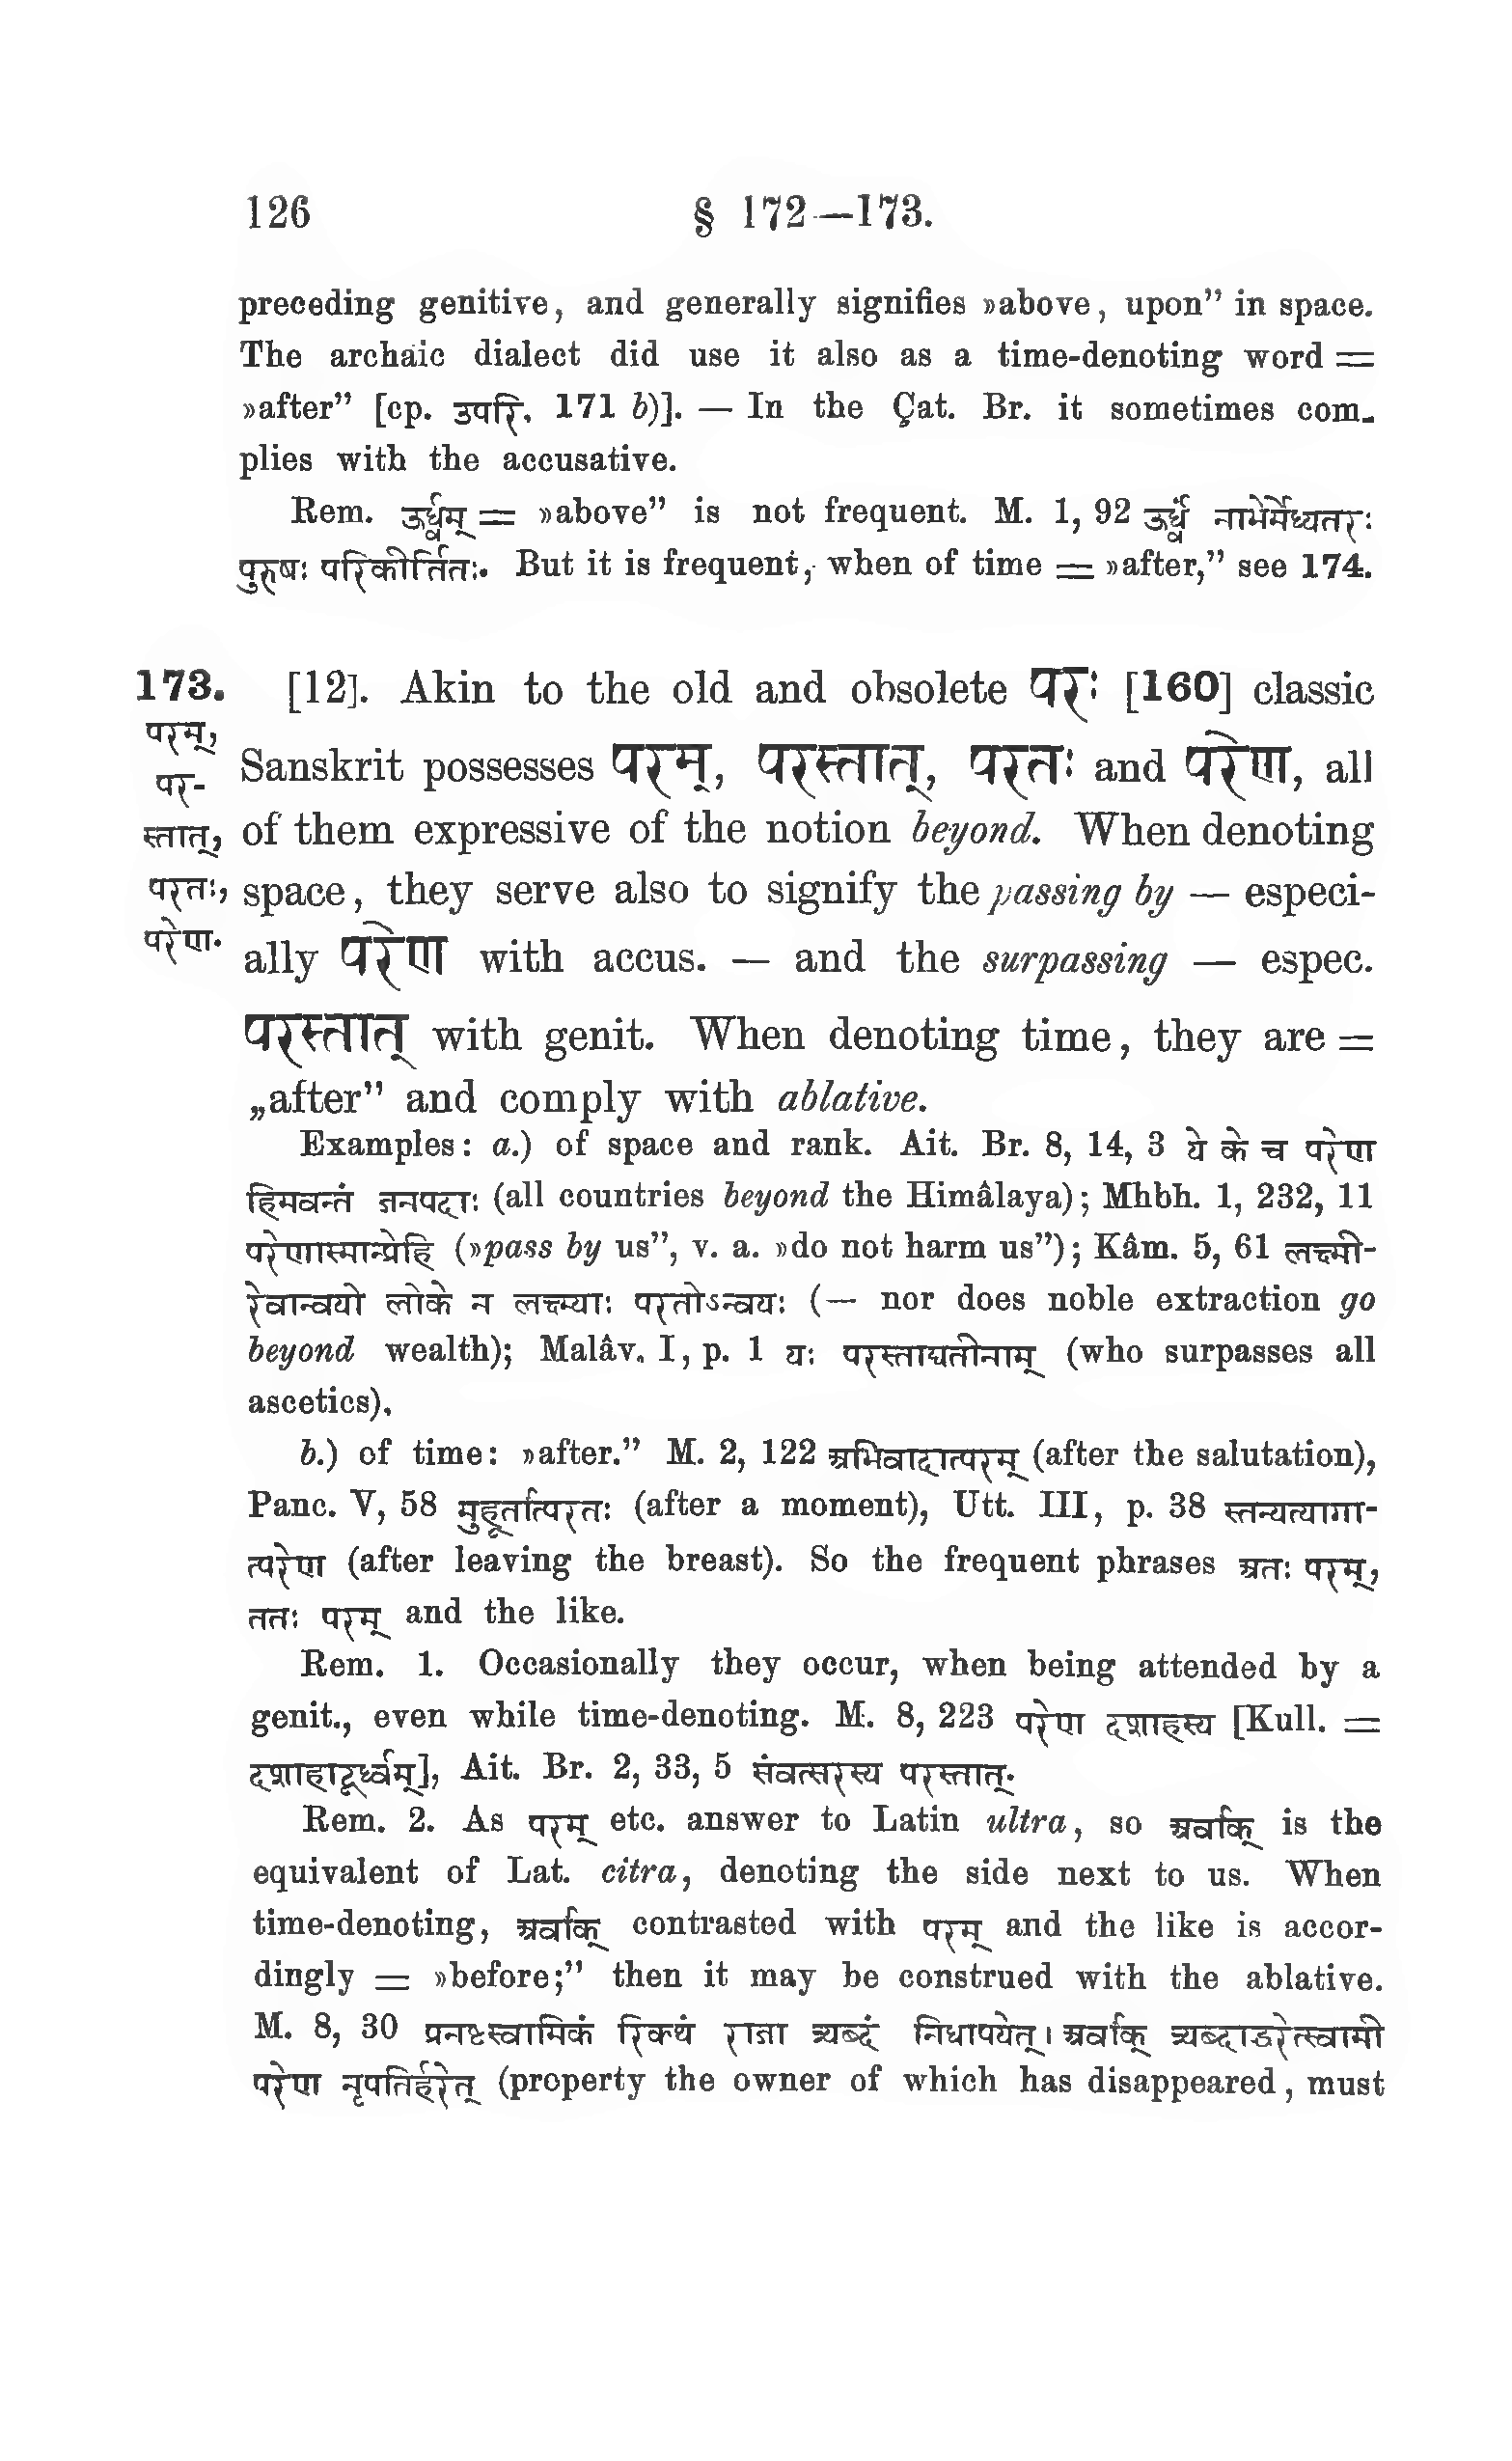 126 § 172—173.
preceding genitive, and generally signifies »above, upon” in space.
The archaic dialect did use it also as a time-denoting word =
»after” [cp. उपरि, 171 b)]. — In the Çat. Br. it sometimes com-
plies with the accusative.
Rem. ऊर्ध्वम् = »above” is not frequent. M. 1, 92 ऊर्ध्वं नाभेर्मेध्यतरः
पुरुषः परिकीर्तितः. But it is frequent, when of time = »after,” see 174.
173. [12]. Akin to the old and obsolete परः [160] classic
परम्,
Sanskrit possesses परम्, परस्तात्, परतः and परेण, all
पर-
स्तात्,
of them expressive of the notion beyond. When denoting
परतः,
space, they serve also to signify the passing by — especi-
परेण.
ally परेण with accus. — and the surpassing — espec.
परस्तात् with genit. When denoting time, they are =
„after” and comply with ablative.
Examples: a.) of space and rank. Ait. Br. 8, 14, 3 ये के च परेण
हिमवन्तं जनपदाः (all countries beyond the Himâlaya); Mhbh. 1, 232, 11
परेणास्मान्प्रेहि (»pass by us”, v. a. »do not harm us”); Kâm. 5, 61 लक्ष्मी-
रेवान्वयो लोके न लक्ष्म्याः परतोऽन्वयः (— nor does noble extraction go
beyond wealth); Malâv. I, p. 1 यः परस्ताद्यतीनाम् (who surpasses all
ascetics).
b.) of time: »after.” M. 2, 122 अभिवादात्परम् (after the salutation),
Panc. V, 58 मुहूर्तात्परतः (after a moment), Utt. III, p. 38 स्तन्यत्यागा-
त्परेण (after leaving the breast). So the frequent phrases अतः परम्,
ततः परम् and the like.
Rem. 1. Occasionally they occur, when being attended by a
genit., even while time-denoting. M. 8, 223 परेण दशाहस्य [Kull. =
दशाहादूर्ध्वम्], Ait. Br. 2, 33, 5 संवत्सरस्य परस्तात्.
Rem. 2. As परम् etc. answer to Latin ultra, so अर्वाक् is the
equivalent of Lat. citra, denoting the side next to us. When
time-denoting, अर्वाक् contrasted with परम् and the like is accor-
dingly = »before;” then it may be construed with the ablative.
M. 8, 30 प्रनष्टस्वामिकं रिक्थं राजा त्र्यब्दं निधापयेत्। अर्वाक् त्र्यब्दाडरेत्स्वामी
परेण नृपतिर्हरेत् (property the owner of which has disappeared, must